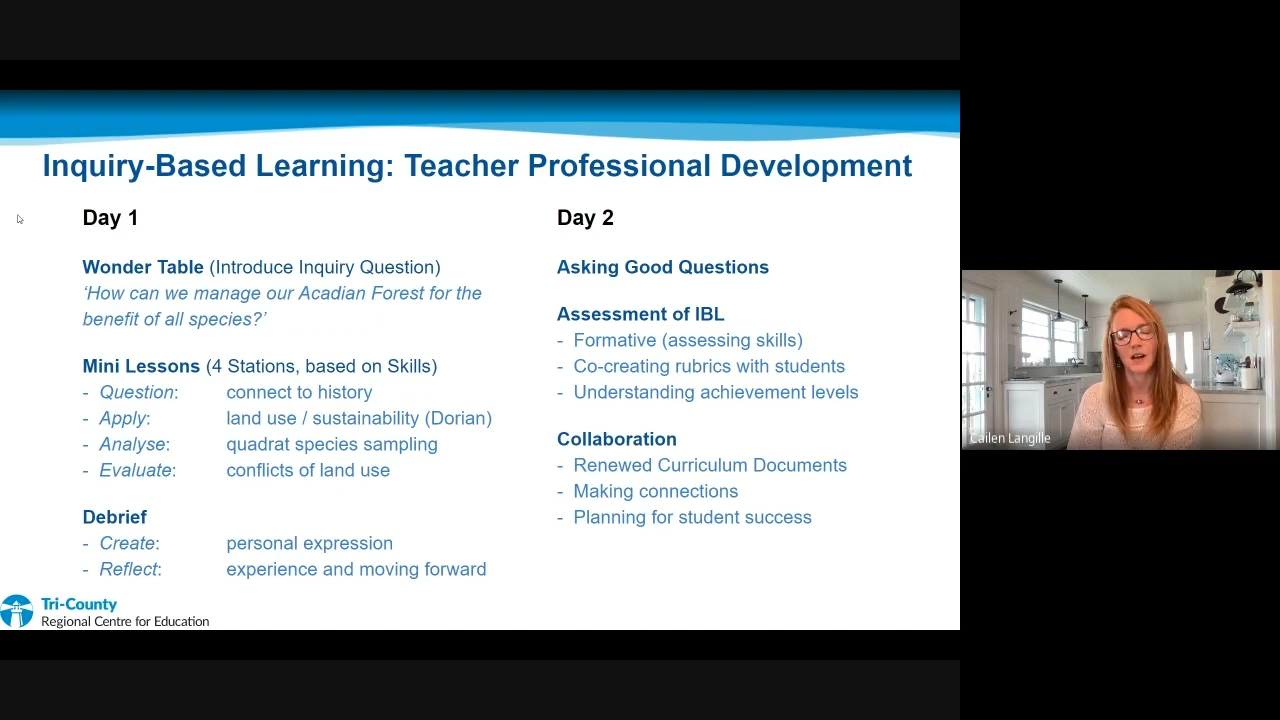 Inquiry-Based Learning: Teacher Professional Development
Day 1
Wonder Table (Introduce Inquiry Question)
‘How can we manage our Acadian Forest for the
benefit of all species?’
Mini Lessons (4 Stations, based on Skills)
- Question: connect to history
- Apply: land use / sustainability (Dorian)
- Analyse: quadrat species sampling
- Evaluate: conflicts of land use
Debrief
- Create: personal expression
- Reflect: experience and moving forward
Day 2
Asking Good Questions
Assessment of IBL
- Formative (assessing skills)
- Co-creating rubrics with students
- Understanding achievement levels
Collaboration
- Renewed Curriculum Documents
- Making connections
- Planning for student success
Tri-County
Regional Centre for Education
Cailen Langille